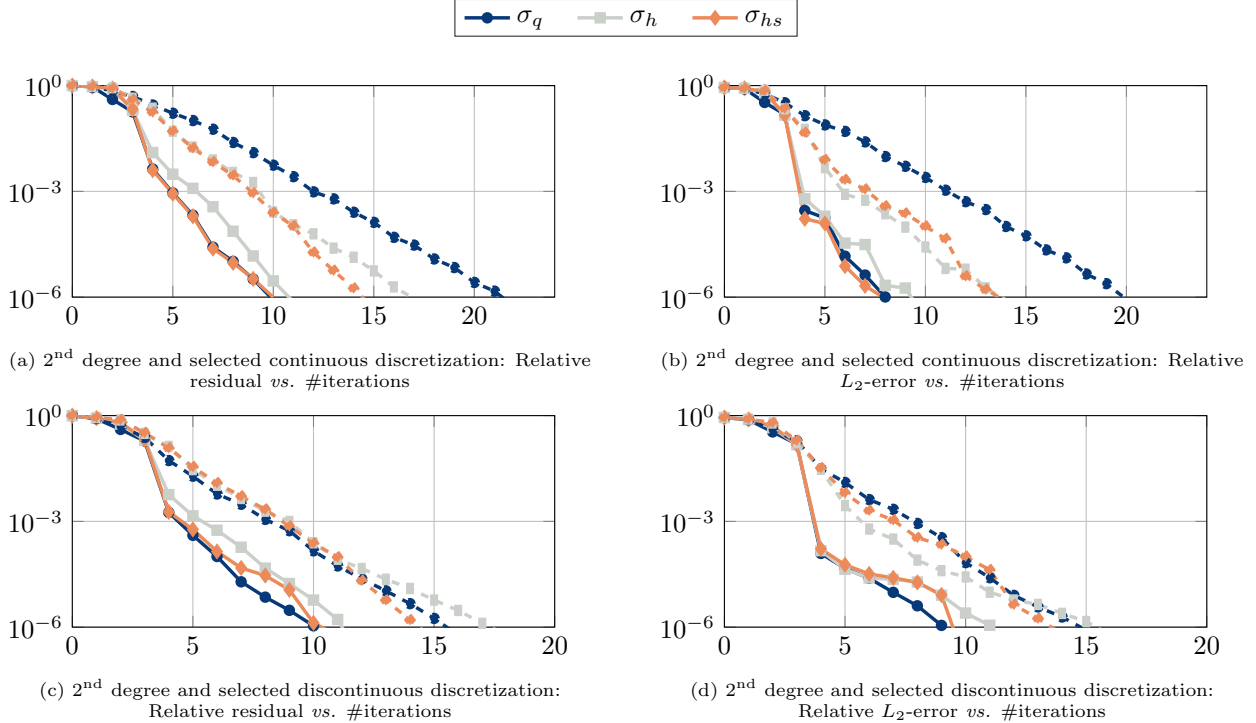 σ_q σ_h σ_hs
10^0
10^−3
10^−6
0 5 10 15 20
(a) 2^nd degree and selected continuous discretization: Relative
residual vs. #iterations
10^0
10^−3
10^−6
0 5 10 15 20
(b) 2^nd degree and selected continuous discretization: Relative
L_2-error vs. #iterations
10^0
10^−3
10^−6
0 5 10 15 20
(c) 2^nd degree and selected discontinuous discretization:
Relative residual vs. #iterations
10^0
10^−3
10^−6
0 5 10 15 20
(d) 2^nd degree and selected discontinuous discretization:
Relative L_2-error vs. #iterations